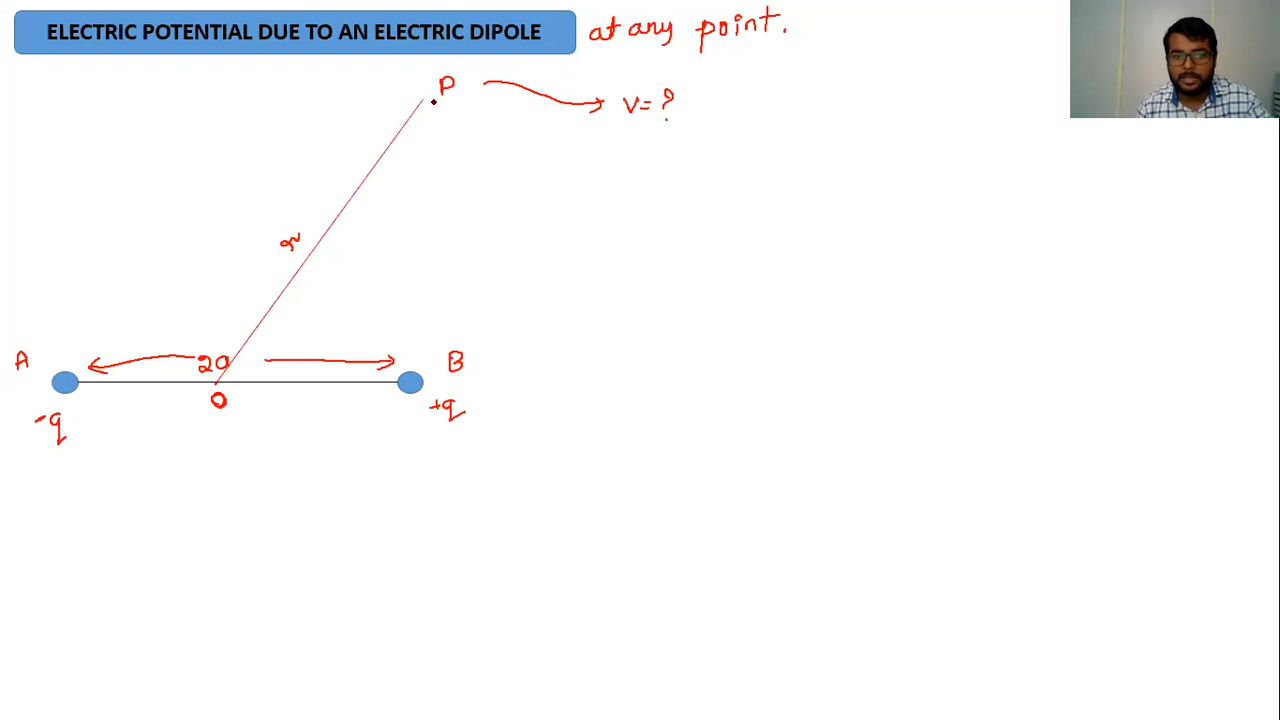 ELECTRIC POTENTIAL DUE TO AN ELECTRIC DIPOLE at any point.
P
V= ?
r
A
2a
B
O
-q
+q